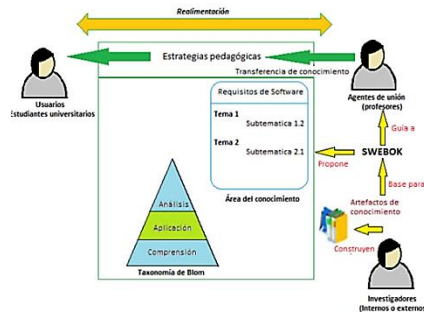 Realimentación
Estrategias pedagógicas
Transferencia de conocimiento
Usuarios
Estudiantes universitarios
Agentes de unión
(profesores)
Requisitos de Software
Tema 1
Subtematica 1.2
Tema 2
Subtematica 2.1
Área del conocimiento
Guía a
SWEBOK
Propone
Base para
Artefactos de
conocimiento
Construyen
Investigadores
(Internos o externos)
Análisis
Aplicación
Comprensión
Taxonomía de Blom